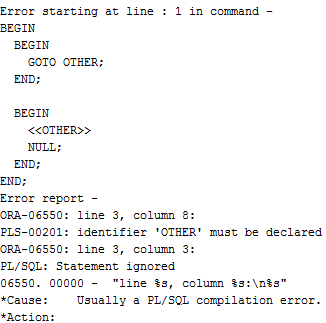 Error starting at line : 1 in command -
BEGIN
  BEGIN
    GOTO OTHER;
  END;

  BEGIN
    <<OTHER>>
    NULL;
  END;
END;
Error report -
ORA-06550: line 3, column 8:
PLS-00201: identifier 'OTHER' must be declared
ORA-06550: line 3, column 3:
PL/SQL: Statement ignored
06550. 00000 -  "line %s, column %s:\n%s"
*Cause:    Usually a PL/SQL compilation error.
*Action: